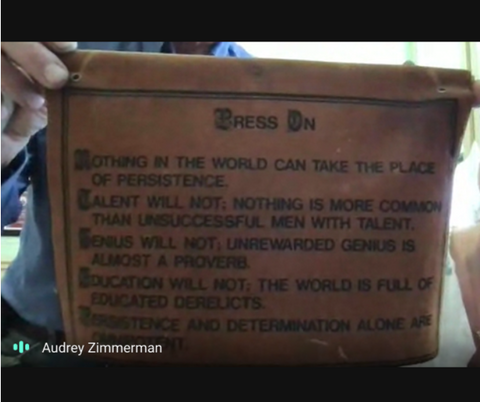 PRESS ON
NOTHING IN THE WORLD CAN TAKE THE PLACE
OF PERSISTENCE.
TALENT WILL NOT; NOTHING IS MORE COMMON
THAN UNSUCCESSFUL MEN WITH TALENT.
GENIUS WILL NOT; UNREWARDED GENIUS IS
ALMOST A PROVERB.
EDUCATION WILL NOT; THE WORLD IS FULL OF
EDUCATED DERELICTS.
PERSISTENCE AND DETERMINATION ALONE ARE
OMNIPOTENT.
Audrey Zimmerman